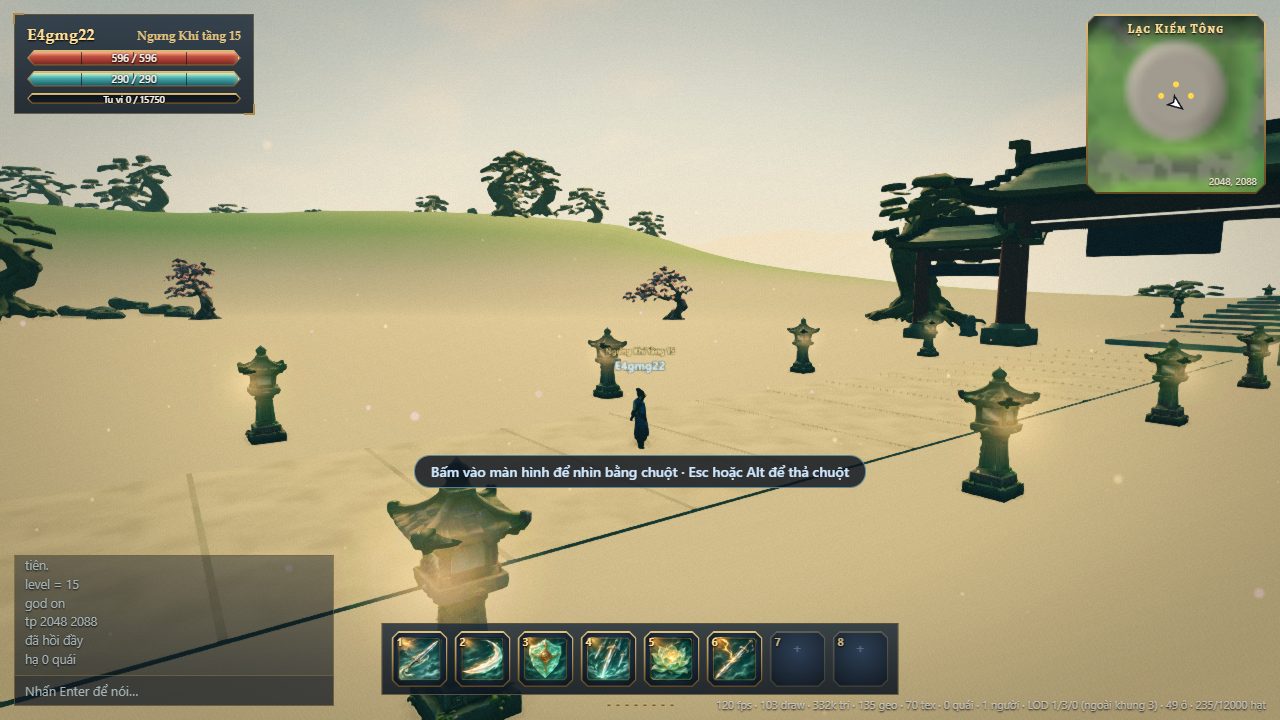 E4gmg22
Ngưng Khí tầng 15
596 / 596
290 / 290
Tu vi 0 / 15750
Lạc Kiếm Tông
2048, 2088
Ngưng Khí tầng 15
E4gmg22
Bấm vào màn hình để nhìn bằng chuột · Esc hoặc Alt để thả chuột
tiên.
level = 15
god on
tp 2048 2088
đã hồi đầy
hạ 0 quái
Nhấn Enter để nói...
1
2
3
4
5
6
7
8
120 fps · 103 draw · 332k tri · 135 geo · 70 tex · 0 quái · 1 người · LOD 1/3/0 (ngoài khung 3) · 49 ô · 235/12000 hạt